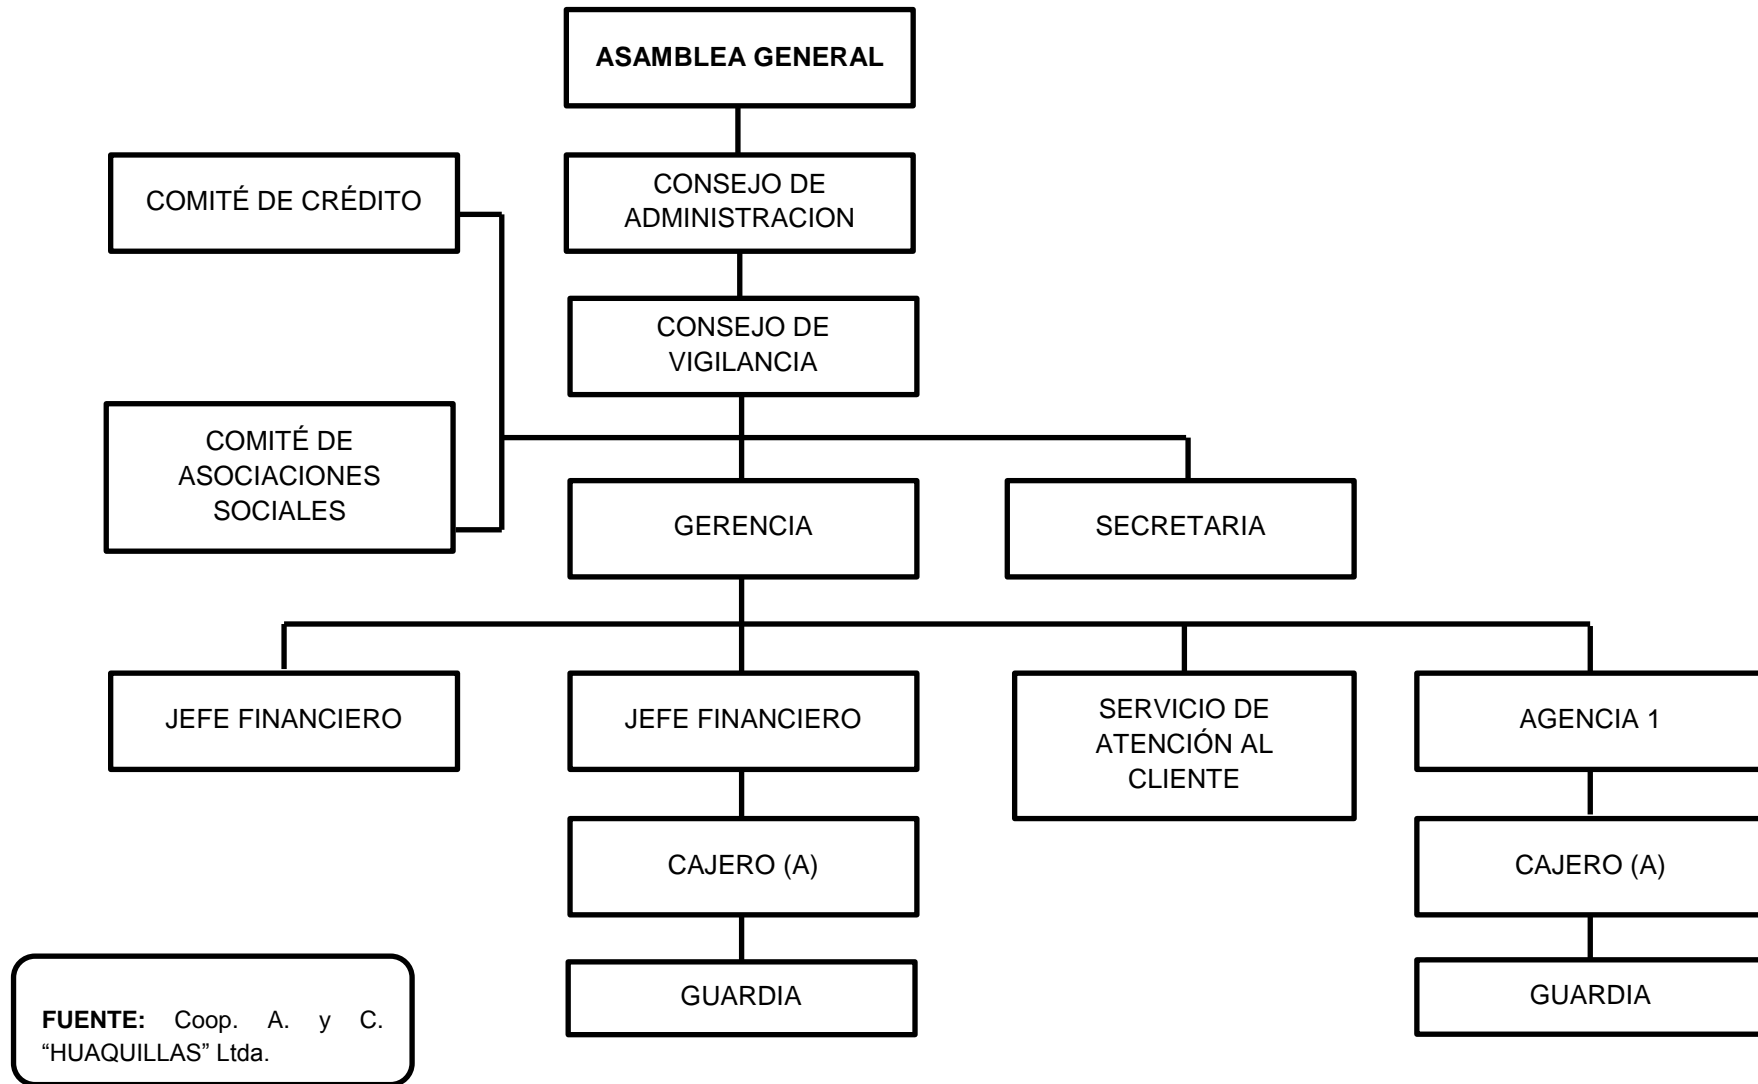 ASAMBLEA GENERAL
COMITÉ DE CRÉDITO
CONSEJO DE
ADMINISTRACION
CONSEJO DE
VIGILANCIA
COMITÉ DE
ASOCIACIONES
SOCIALES
GERENCIA
SECRETARIA
JEFE FINANCIERO
JEFE FINANCIERO
SERVICIO DE
ATENCIÓN AL
CLIENTE
AGENCIA 1
CAJERO (A)
CAJERO (A)
GUARDIA
GUARDIA
FUENTE: Coop. A. y C.
“HUAQUILLAS” Ltda.